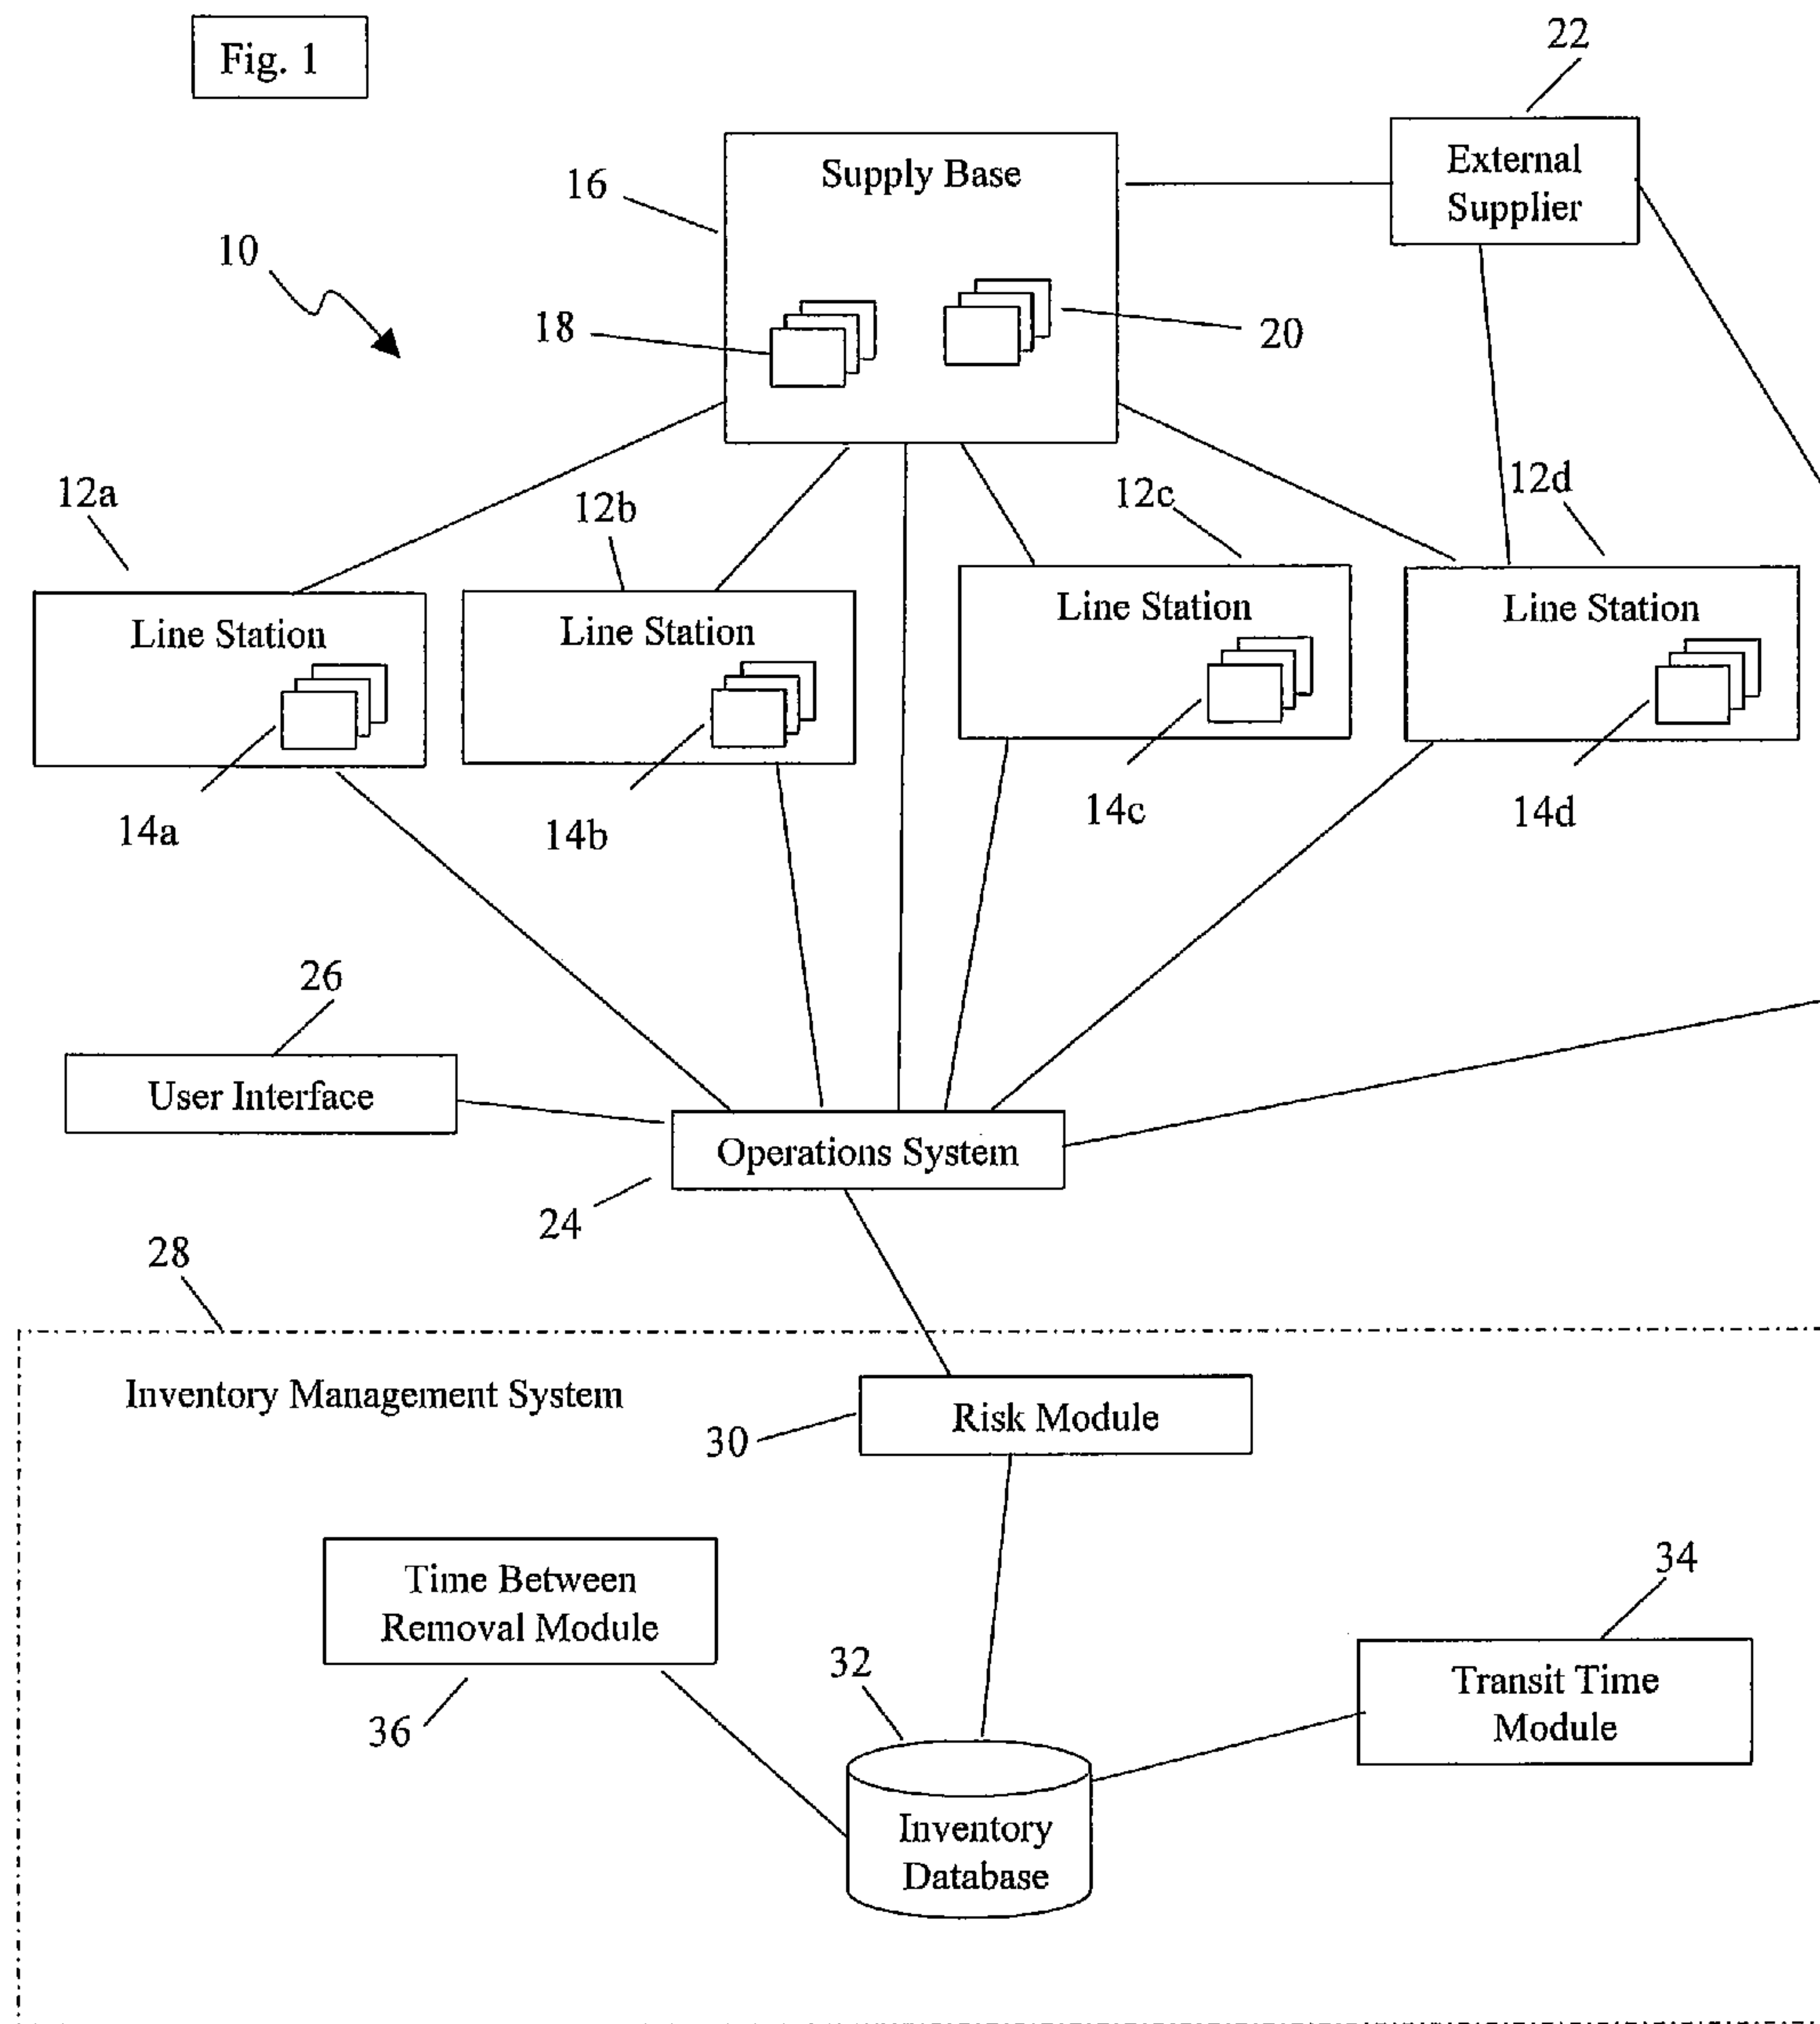 Fig. 1
22
Supply Base
External
Supplier
16
10
18
20
12a
12b
12c
12d
Line Station
Line Station
Line Station
Line Station
14a
14b
14c
14d
26
User Interface
Operations System
24
28
Inventory Management System
Risk Module
30
Time Between
Removal Module
34
32
Transit Time
Module
36
Inventory
Database